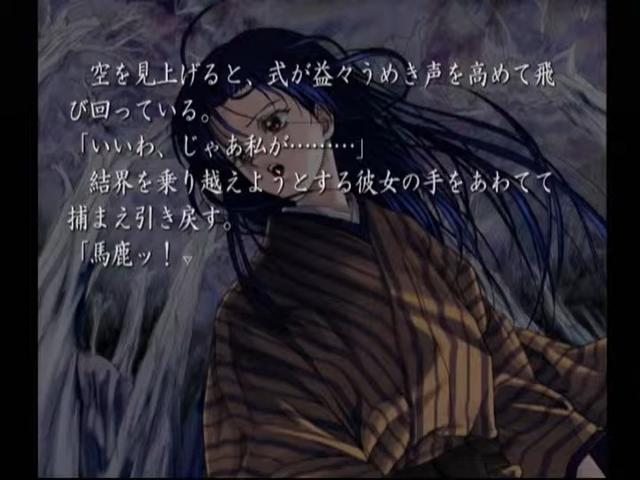 空を見上げると、式が益々うめき声を高めて飛
び回っている。
「いいわ、じゃあ私が………」
　結界を乗り越えようとする彼女の手をあわてて
捕まえ引き戻す。
「馬鹿ッ！